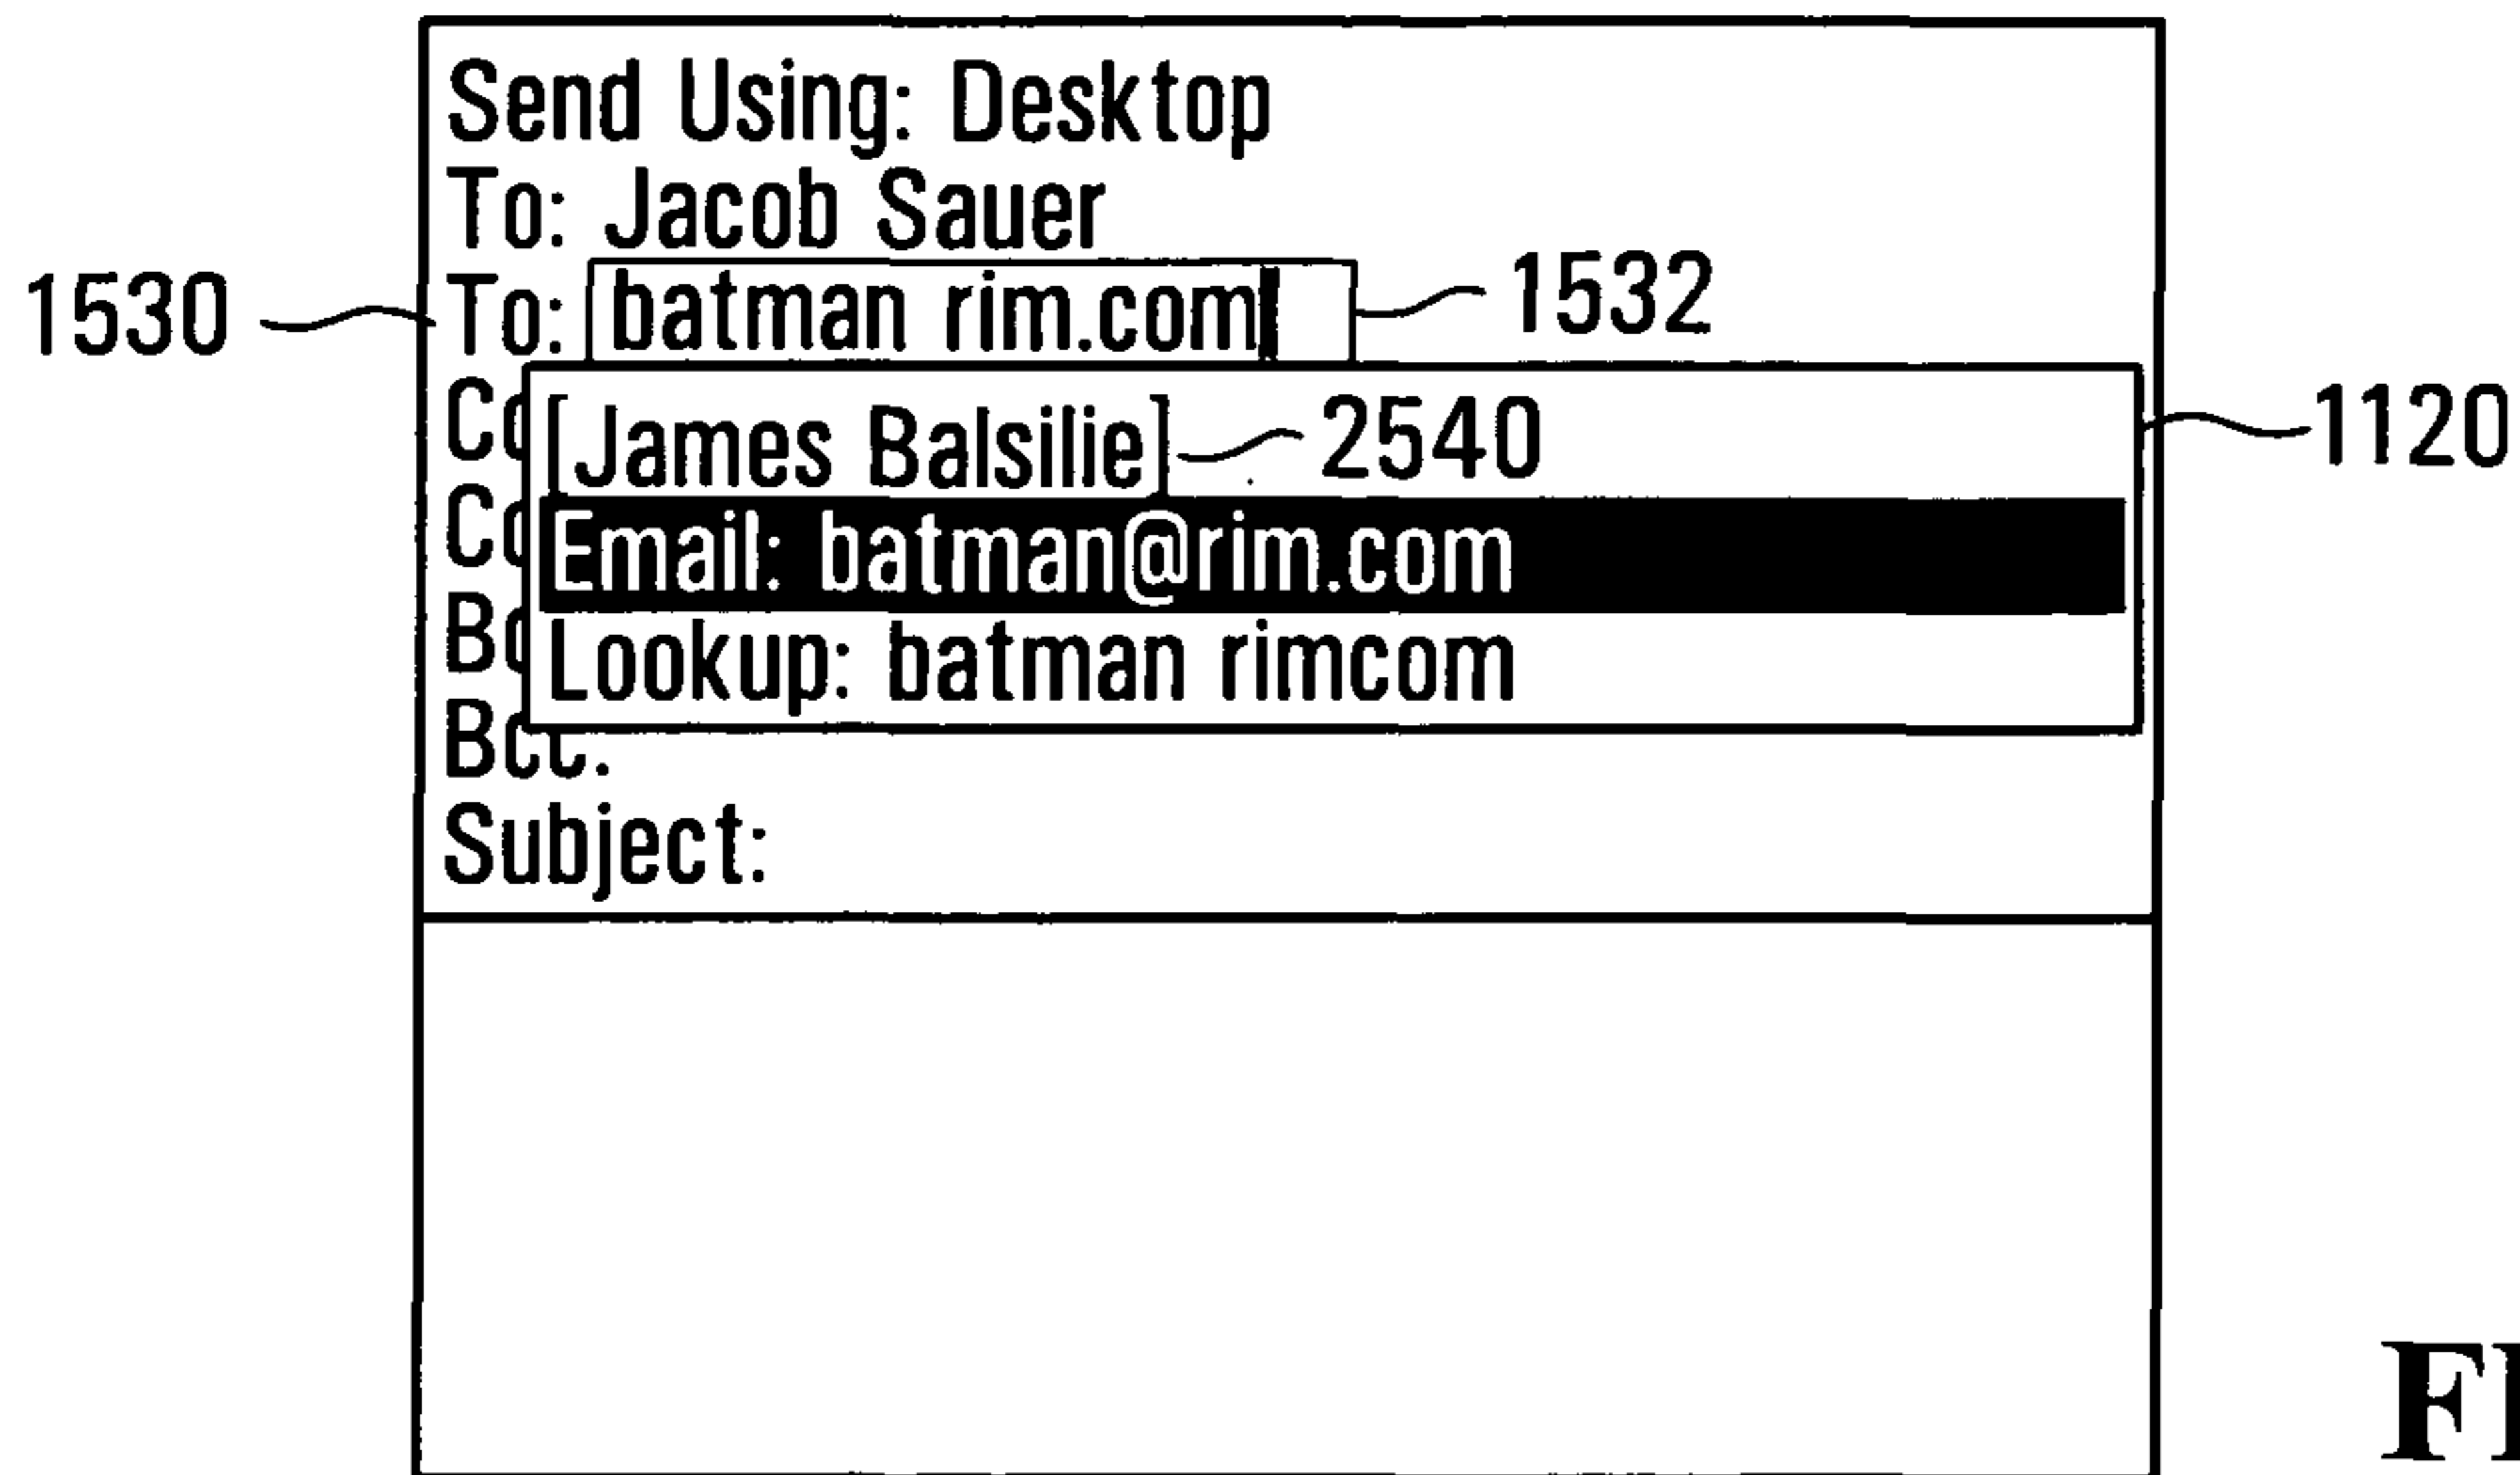 Send Using: Desktop
To: Jacob Sauer
1530 To: batman rim.com 1532
[James Balsilie] 2540 1120
Email: batman@rim.com
Lookup: batman rimcom
Subject: